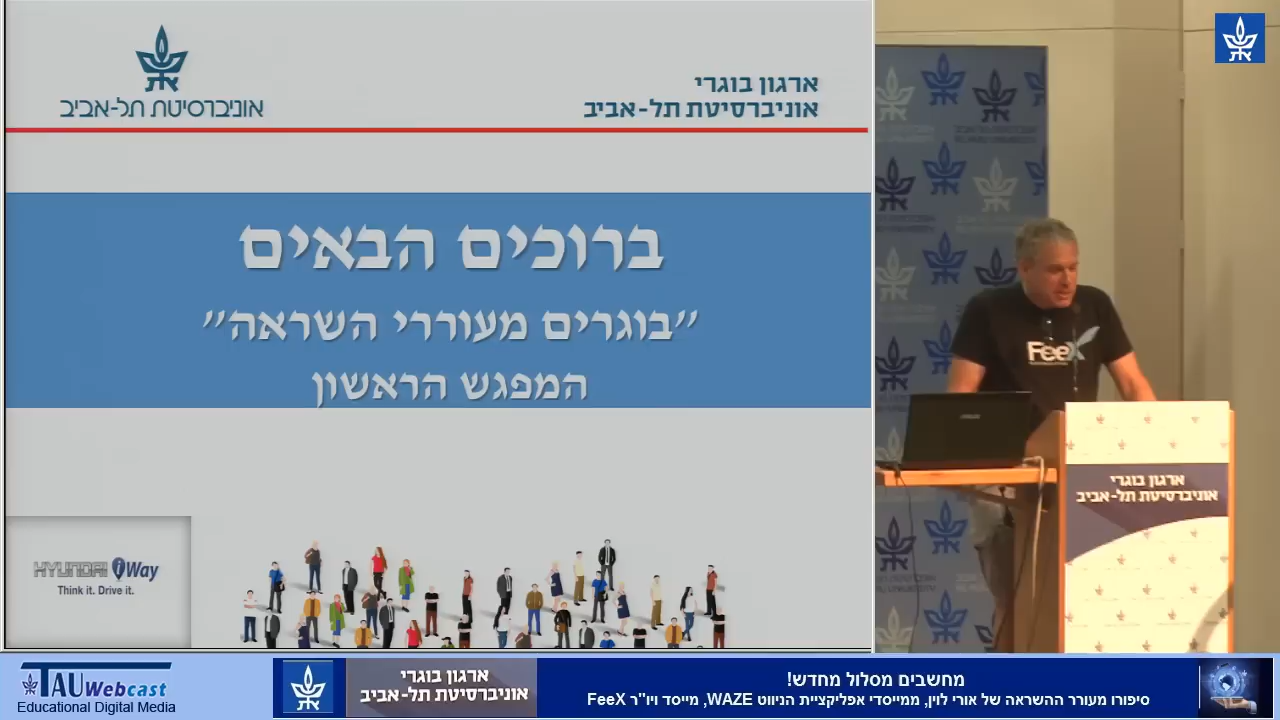 אוניברסיטת תל-אביב
ארגון בוגרי
אוניברסיטת תל-אביב
ברוכים הבאים
"בוגרים מעוררי השראה"
המפגש הראשון
HYUNDAI iWay
Think it. Drive it.
FeeX
ארגון בוגרי
אוניברסיטת תל-אביב
TAU Webcast
Educational Digital Media
ארגון בוגרי
אוניברסיטת תל-אביב
מחשבים מסלול מחדש!
סיפורו מעורר ההשראה של אורי לוין, ממייסדי אפליקציית הניווט WAZE, מייסד ויו"ר FeeX